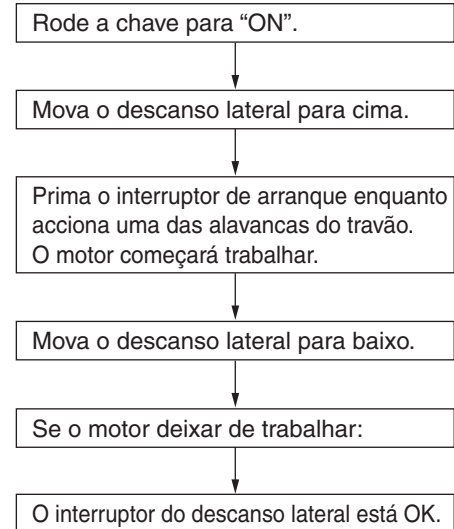 Rode a chave para “ON”.
Mova o descanso lateral para cima.
Prima o interruptor de arranque enquanto
acciona uma das alavancas do travão.
O motor começará trabalhar.
Mova o descanso lateral para baixo.
Se o motor deixar de trabalhar:
O interruptor do descanso lateral está OK.